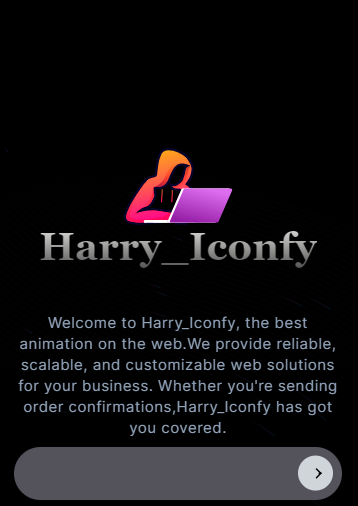 Harry_Iconfy
Welcome to Harry_Iconfy, the best
animation on the web.We provide reliable,
scalable, and customizable web solutions
for your business. Whether you're sending
order confirmations,Harry_Iconfy has got
you covered.